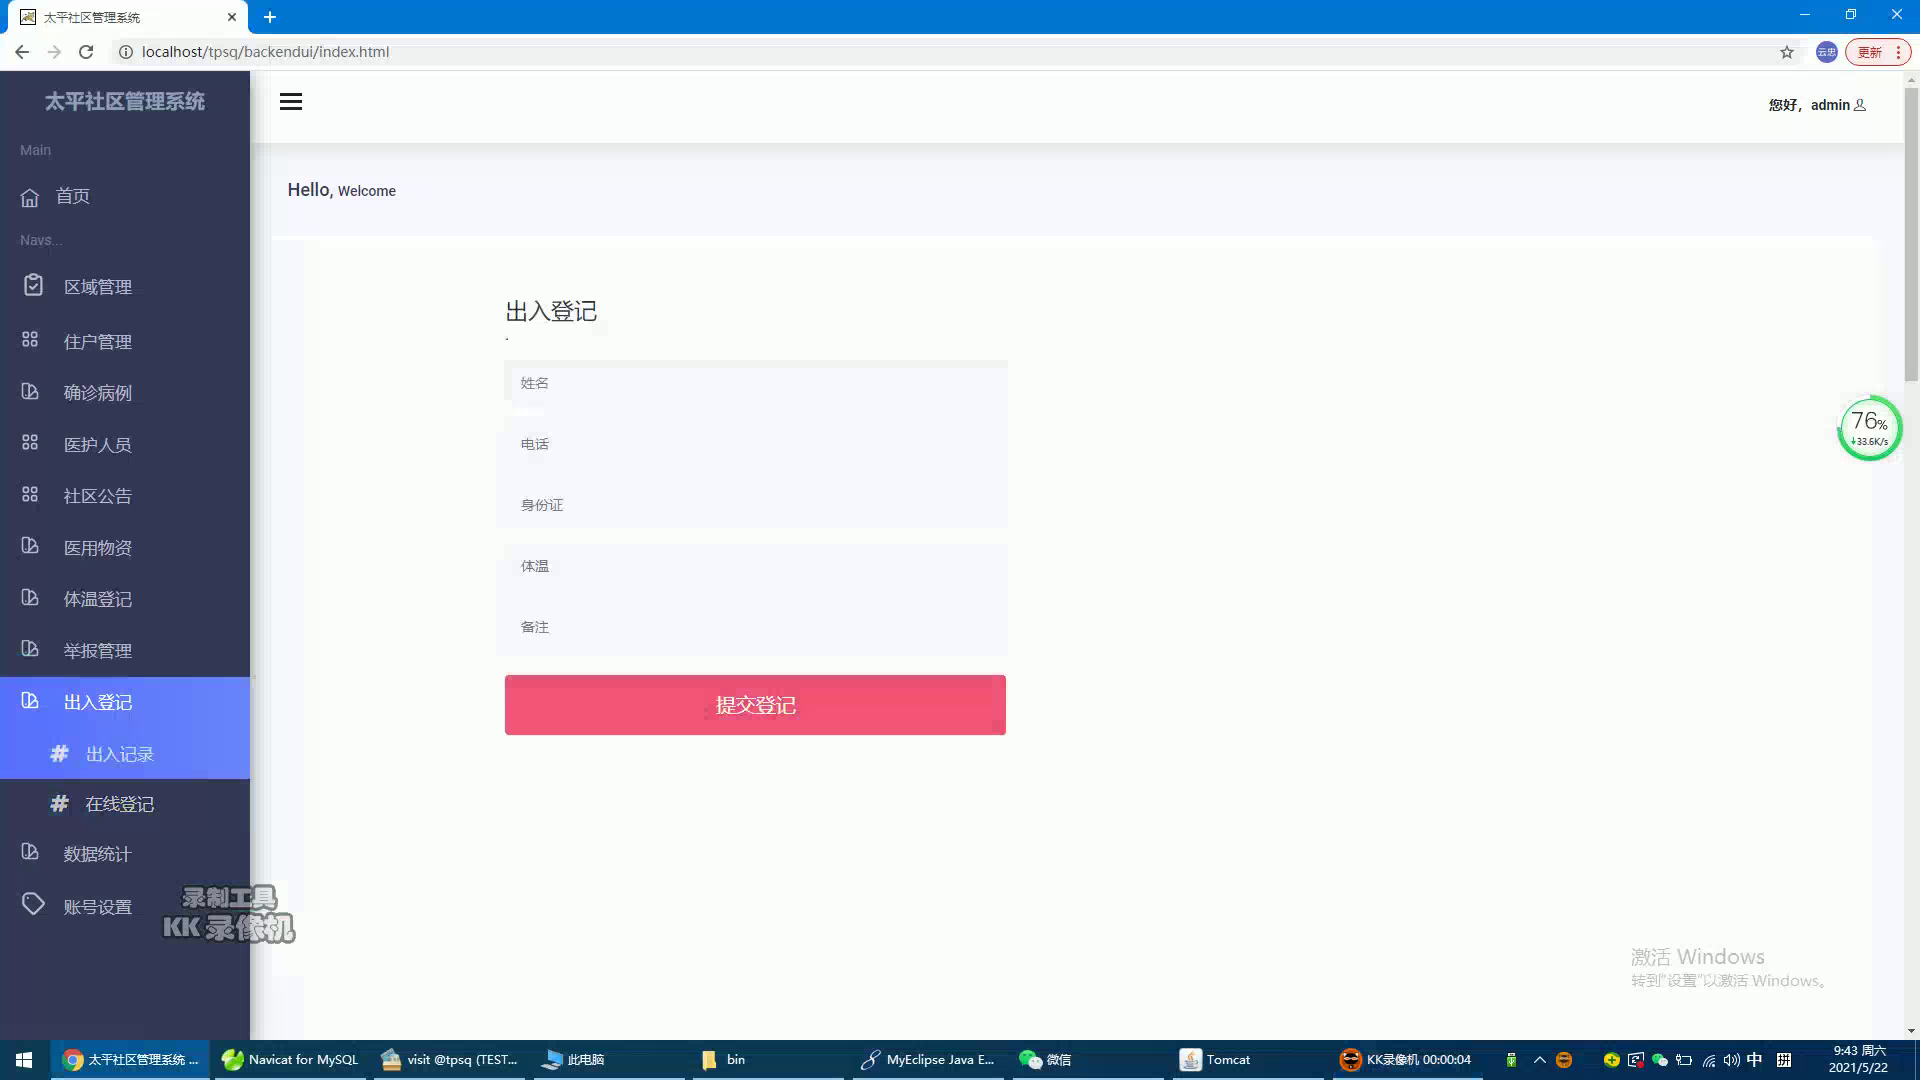 太平社区管理系统
localhost/tpsq/backendui/index.html
云忠
更新
太平社区管理系统
Main
首页
Navs...
区域管理
住户管理
确诊病例
医护人员
社区公告
医用物资
体温登记
举报管理
出入登记
# 出入记录
# 在线登记
数据统计
账号设置
您好，admin
Hello, Welcome
出入登记
.
姓名
电话
身份证
体温
备注
提交登记
76%
↓33.6K/s
录制工具
KK 录像机
激活 Windows
转到"设置"以激活 Windows。
太平社区管理系统 ...
Navicat for MySQL
visit @tpsq (TEST...
此电脑
bin
MyEclipse Java E...
微信
Tomcat
KK录像机 00:00:04
中
拼
9:43 周六
2021/5/22